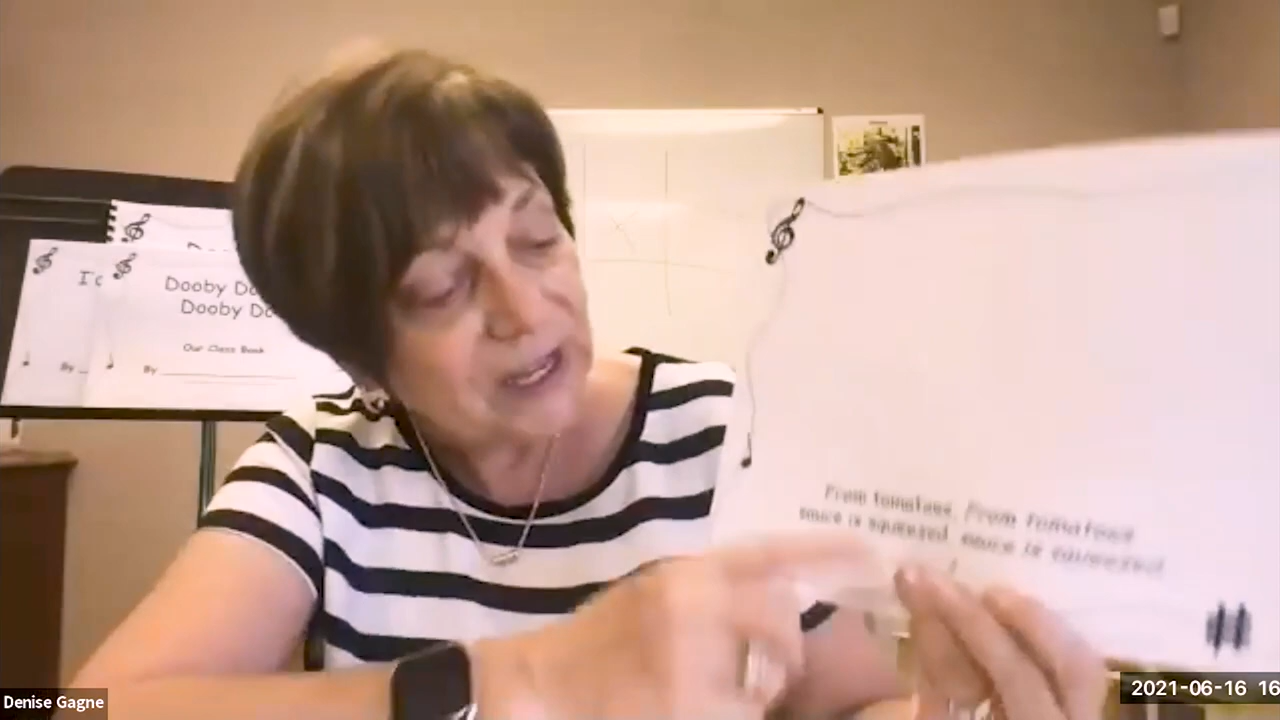 I
Dooby Do
Dooby Do
Our Class Book
By
By
From tomatoes, From tomatoes
sauce is squeezed, sauce is squeezed
Denise Gagne
2021-06-16 16